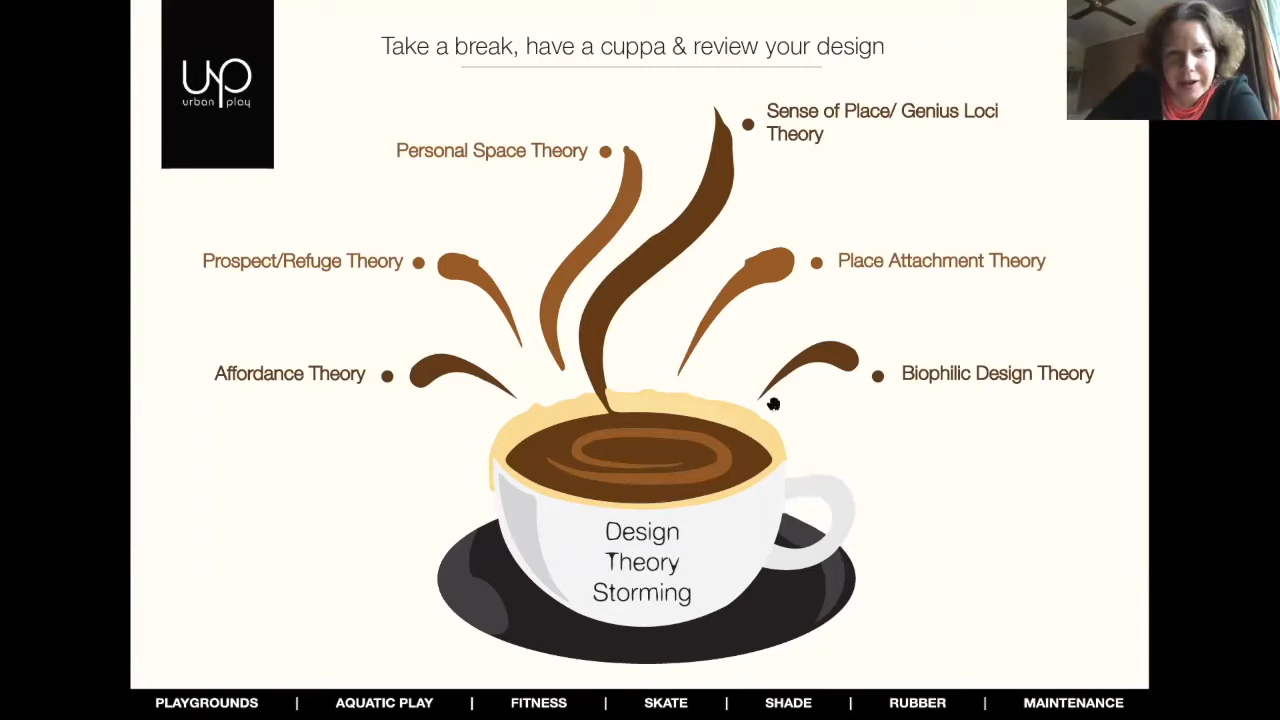 Take a break, have a cuppa & review your design
up
urban play
Sense of Place/ Genius Loci
Theory
Personal Space Theory
Prospect/Refuge Theory
Place Attachment Theory
Affordance Theory
Biophilic Design Theory
Design
Theory
Storming
PLAYGROUNDS | AQUATIC PLAY | FITNESS | SKATE | SHADE | RUBBER | MAINTENANCE